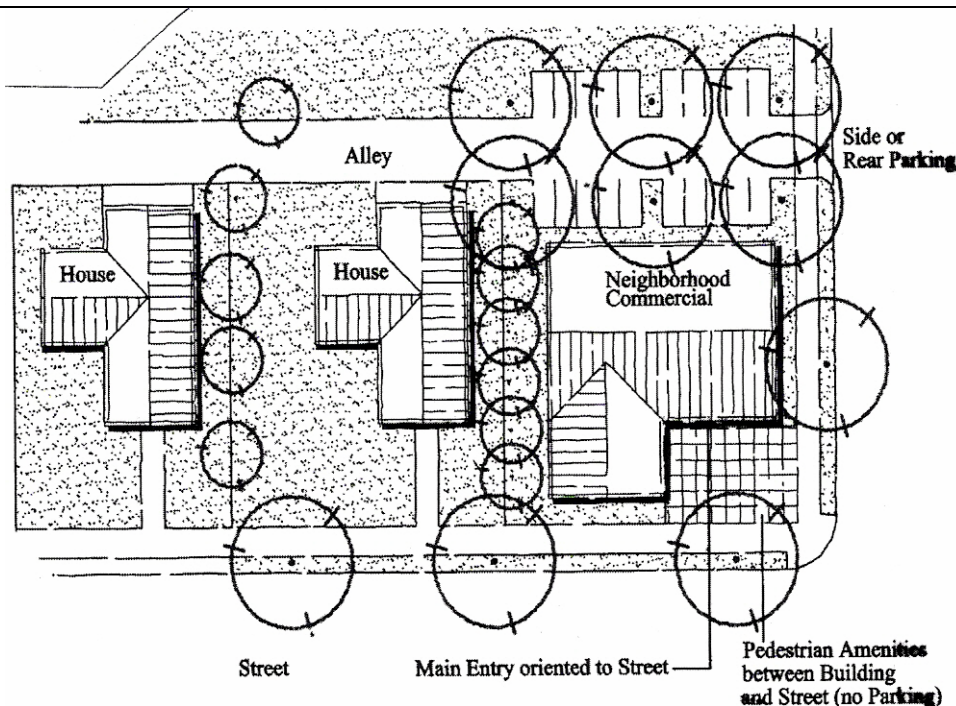 Side or
Rear Parking
Alley
House
House
Neighborhood
Commercial
Street
Main Entry oriented to Street
Pedestrian Amenities
between Building
and Street (no Parking)